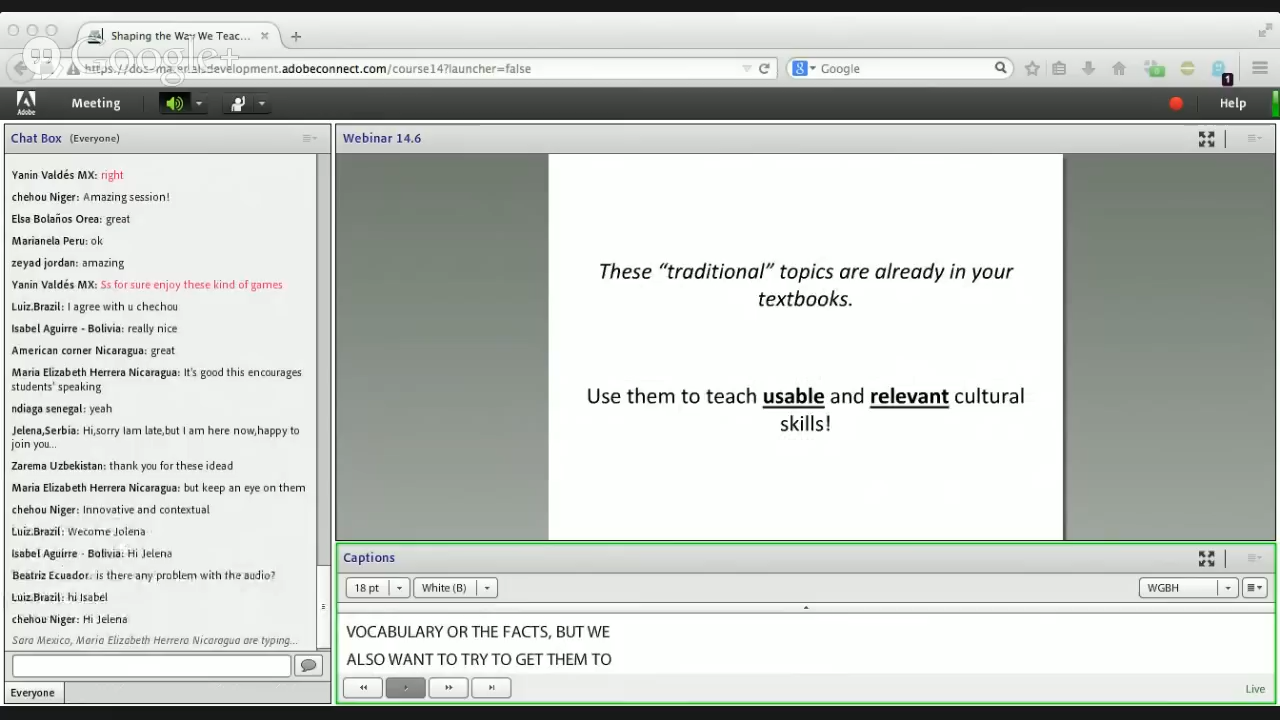 Shaping the Way We Teac...
Google+
adobeconnect.com/course14?launcher=false
Google
1
Adobe
Meeting
Help
Chat Box (Everyone)
Yanin Valdés MX: right
chehou Niger: Amazing session!
Elsa Bolaños Orea: great
Marianela Peru: ok
zeyad jordan: amazing
Yanin Valdés MX: Ss for sure enjoy these kind of games
Luiz.Brazil: I agree with u chechou
Isabel Aguirre - Bolivia: really nice
American corner Nicaragua: great
Maria Elizabeth Herrera Nicaragua: It's good this encourages
students' speaking
ndiaga senegal: yeah
Jelena,Serbia: Hi,sorry Iam late,but I am here now,happy to
join you...
Zarema Uzbekistan: thank you for these idead
Maria Elizabeth Herrera Nicaragua: but keep an eye on them
chehou Niger: Innovative and contextual
Luiz.Brazil: Wecome Jolena
Isabel Aguirre - Bolivia: Hi Jelena
Beatriz Ecuador: is there any problem with the audio?
Luiz.Brazil: hi Isabel
chehou Niger: Hi Jelena
Sara Mexico, Maria Elizabeth Herrera Nicaragua are typing...
Everyone
Webinar 14.6
These “traditional” topics are already in your
textbooks.
Use them to teach usable and relevant cultural
skills!
Captions
18 pt
White (B)
WGBH
VOCABULARY OR THE FACTS, BUT WE
ALSO WANT TO TRY TO GET THEM TO
Live